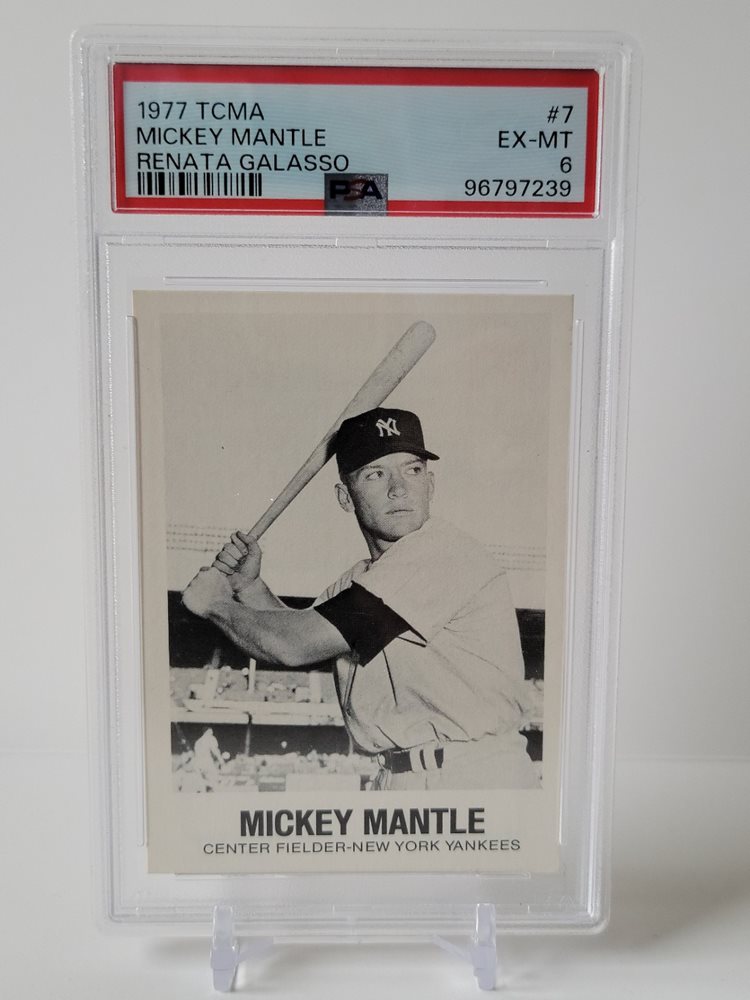 1977 TCMA #7
MICKEY MANTLE EX-MT
RENATA GALASSO 6
PSA 96797239
NY
MICKEY MANTLE
CENTER FIELDER-NEW YORK YANKEES